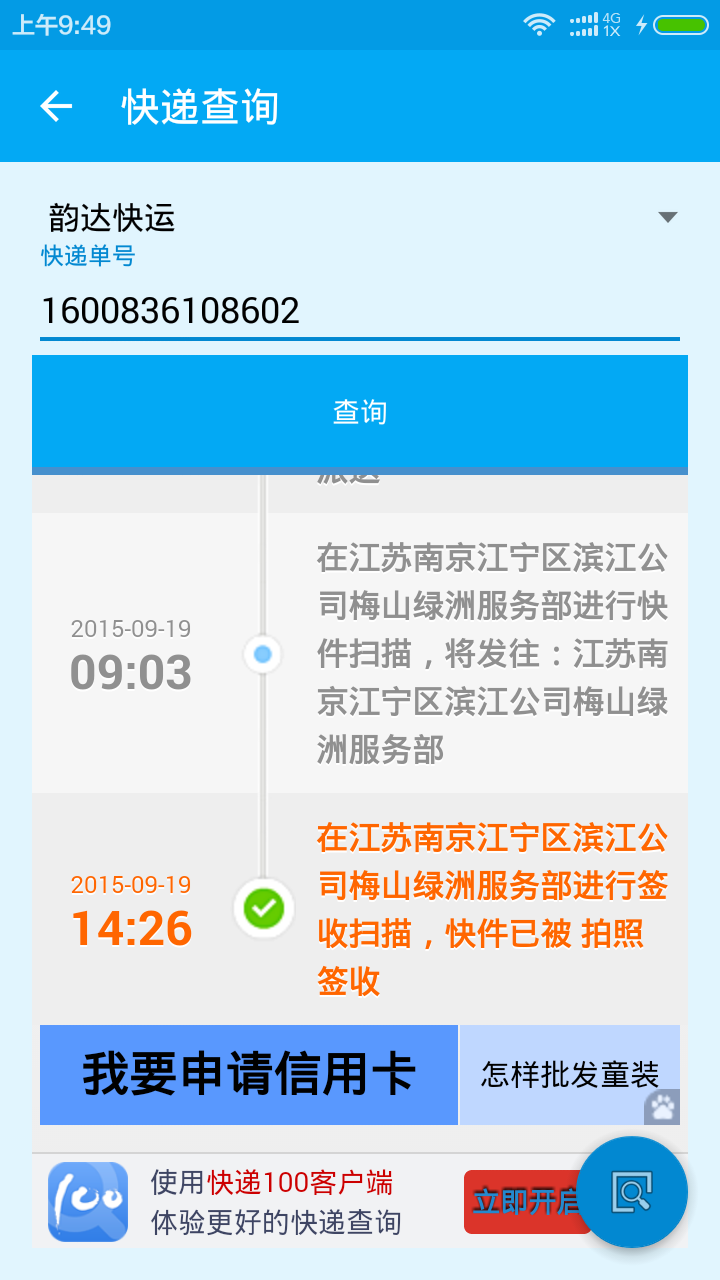 上午9:49
4G
1X
快递查询
韵达快运
快递单号
1600836108602
查询
在江苏南京江宁区滨江公
司梅山绿洲服务部进行快
件扫描，将发往：江苏南
京江宁区滨江公司梅山绿
洲服务部
2015-09-19
09:03
在江苏南京江宁区滨江公
司梅山绿洲服务部进行签
收扫描，快件已被 拍照
签收
2015-09-19
14:26
我要申请信用卡
怎样批发童装
100
使用快递100客户端
体验更好的快递查询
立即开启